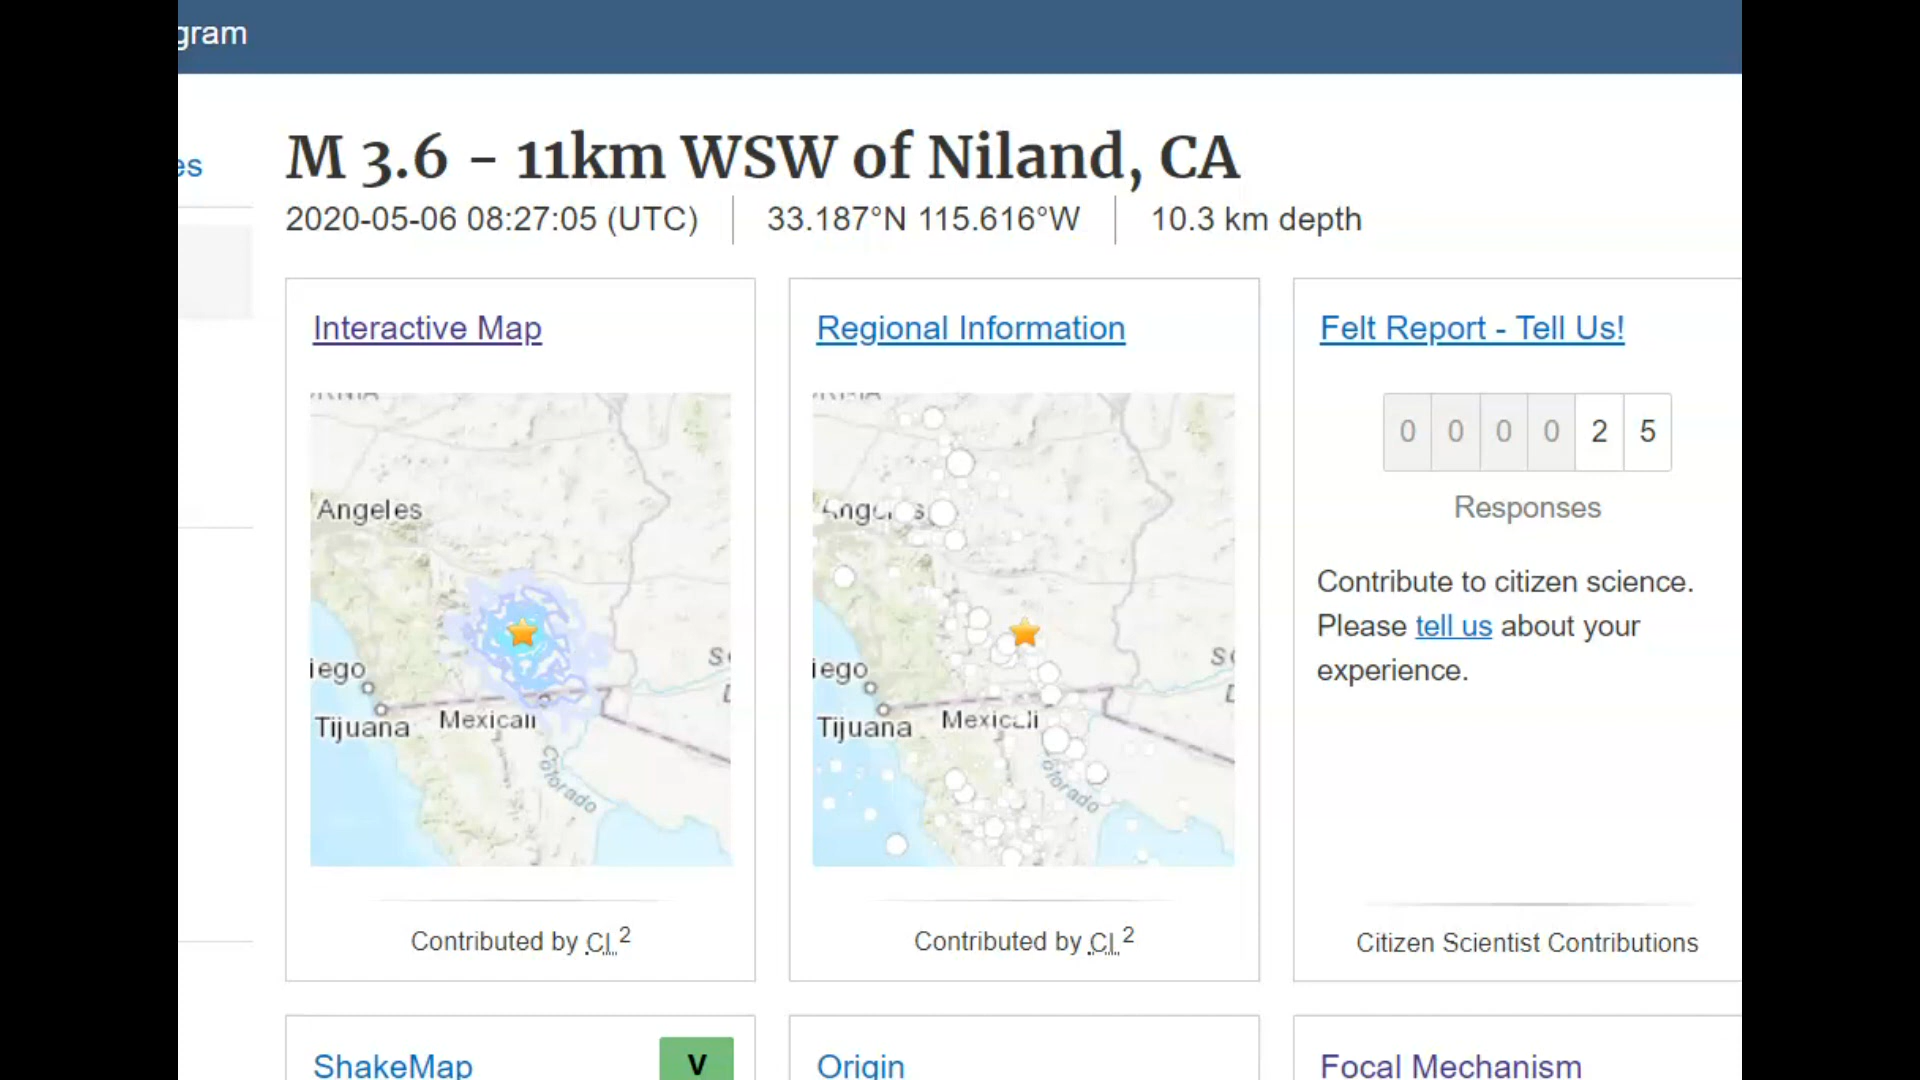 gram
es
M 3.6 - 11km WSW of Niland, CA
2020-05-06 08:27:05 (UTC)
33.187°N 115.616°W
10.3 km depth
Interactive Map
Angeles
iego
Tijuana
Mexicali
Colorado
Contributed by CI 2
Regional Information
iego
Tijuana
Mexicali
Colorado
Contributed by CI 2
Felt Report - Tell Us!
0 0 0 0 2 5
Responses
Contribute to citizen science.
Please tell us about your
experience.
Citizen Scientist Contributions
ShakeMap
V
Origin
Focal Mechanism